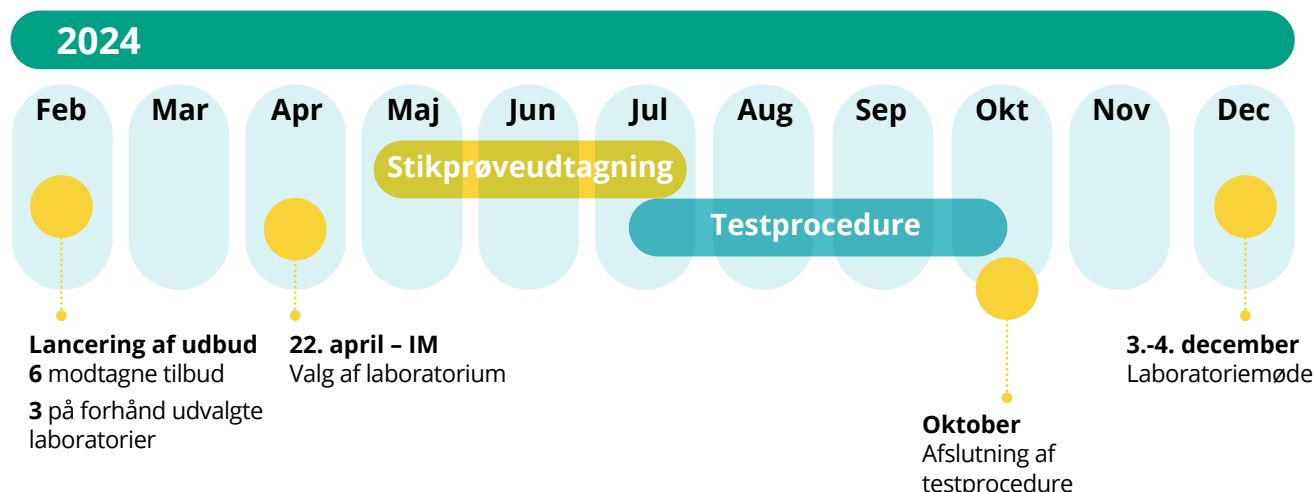 2024
Feb Mar Apr Maj Jun Jul Aug Sep Okt Nov Dec
Stikprøveudtagning
Testprocedure
Lancering af udbud
6 modtagne tilbud
3 på forhånd udvalgte
laboratorier
22. april – IM
Valg af laboratorium
Oktober
Afslutning af
testprocedure
3.-4. december
Laboratoriemøde